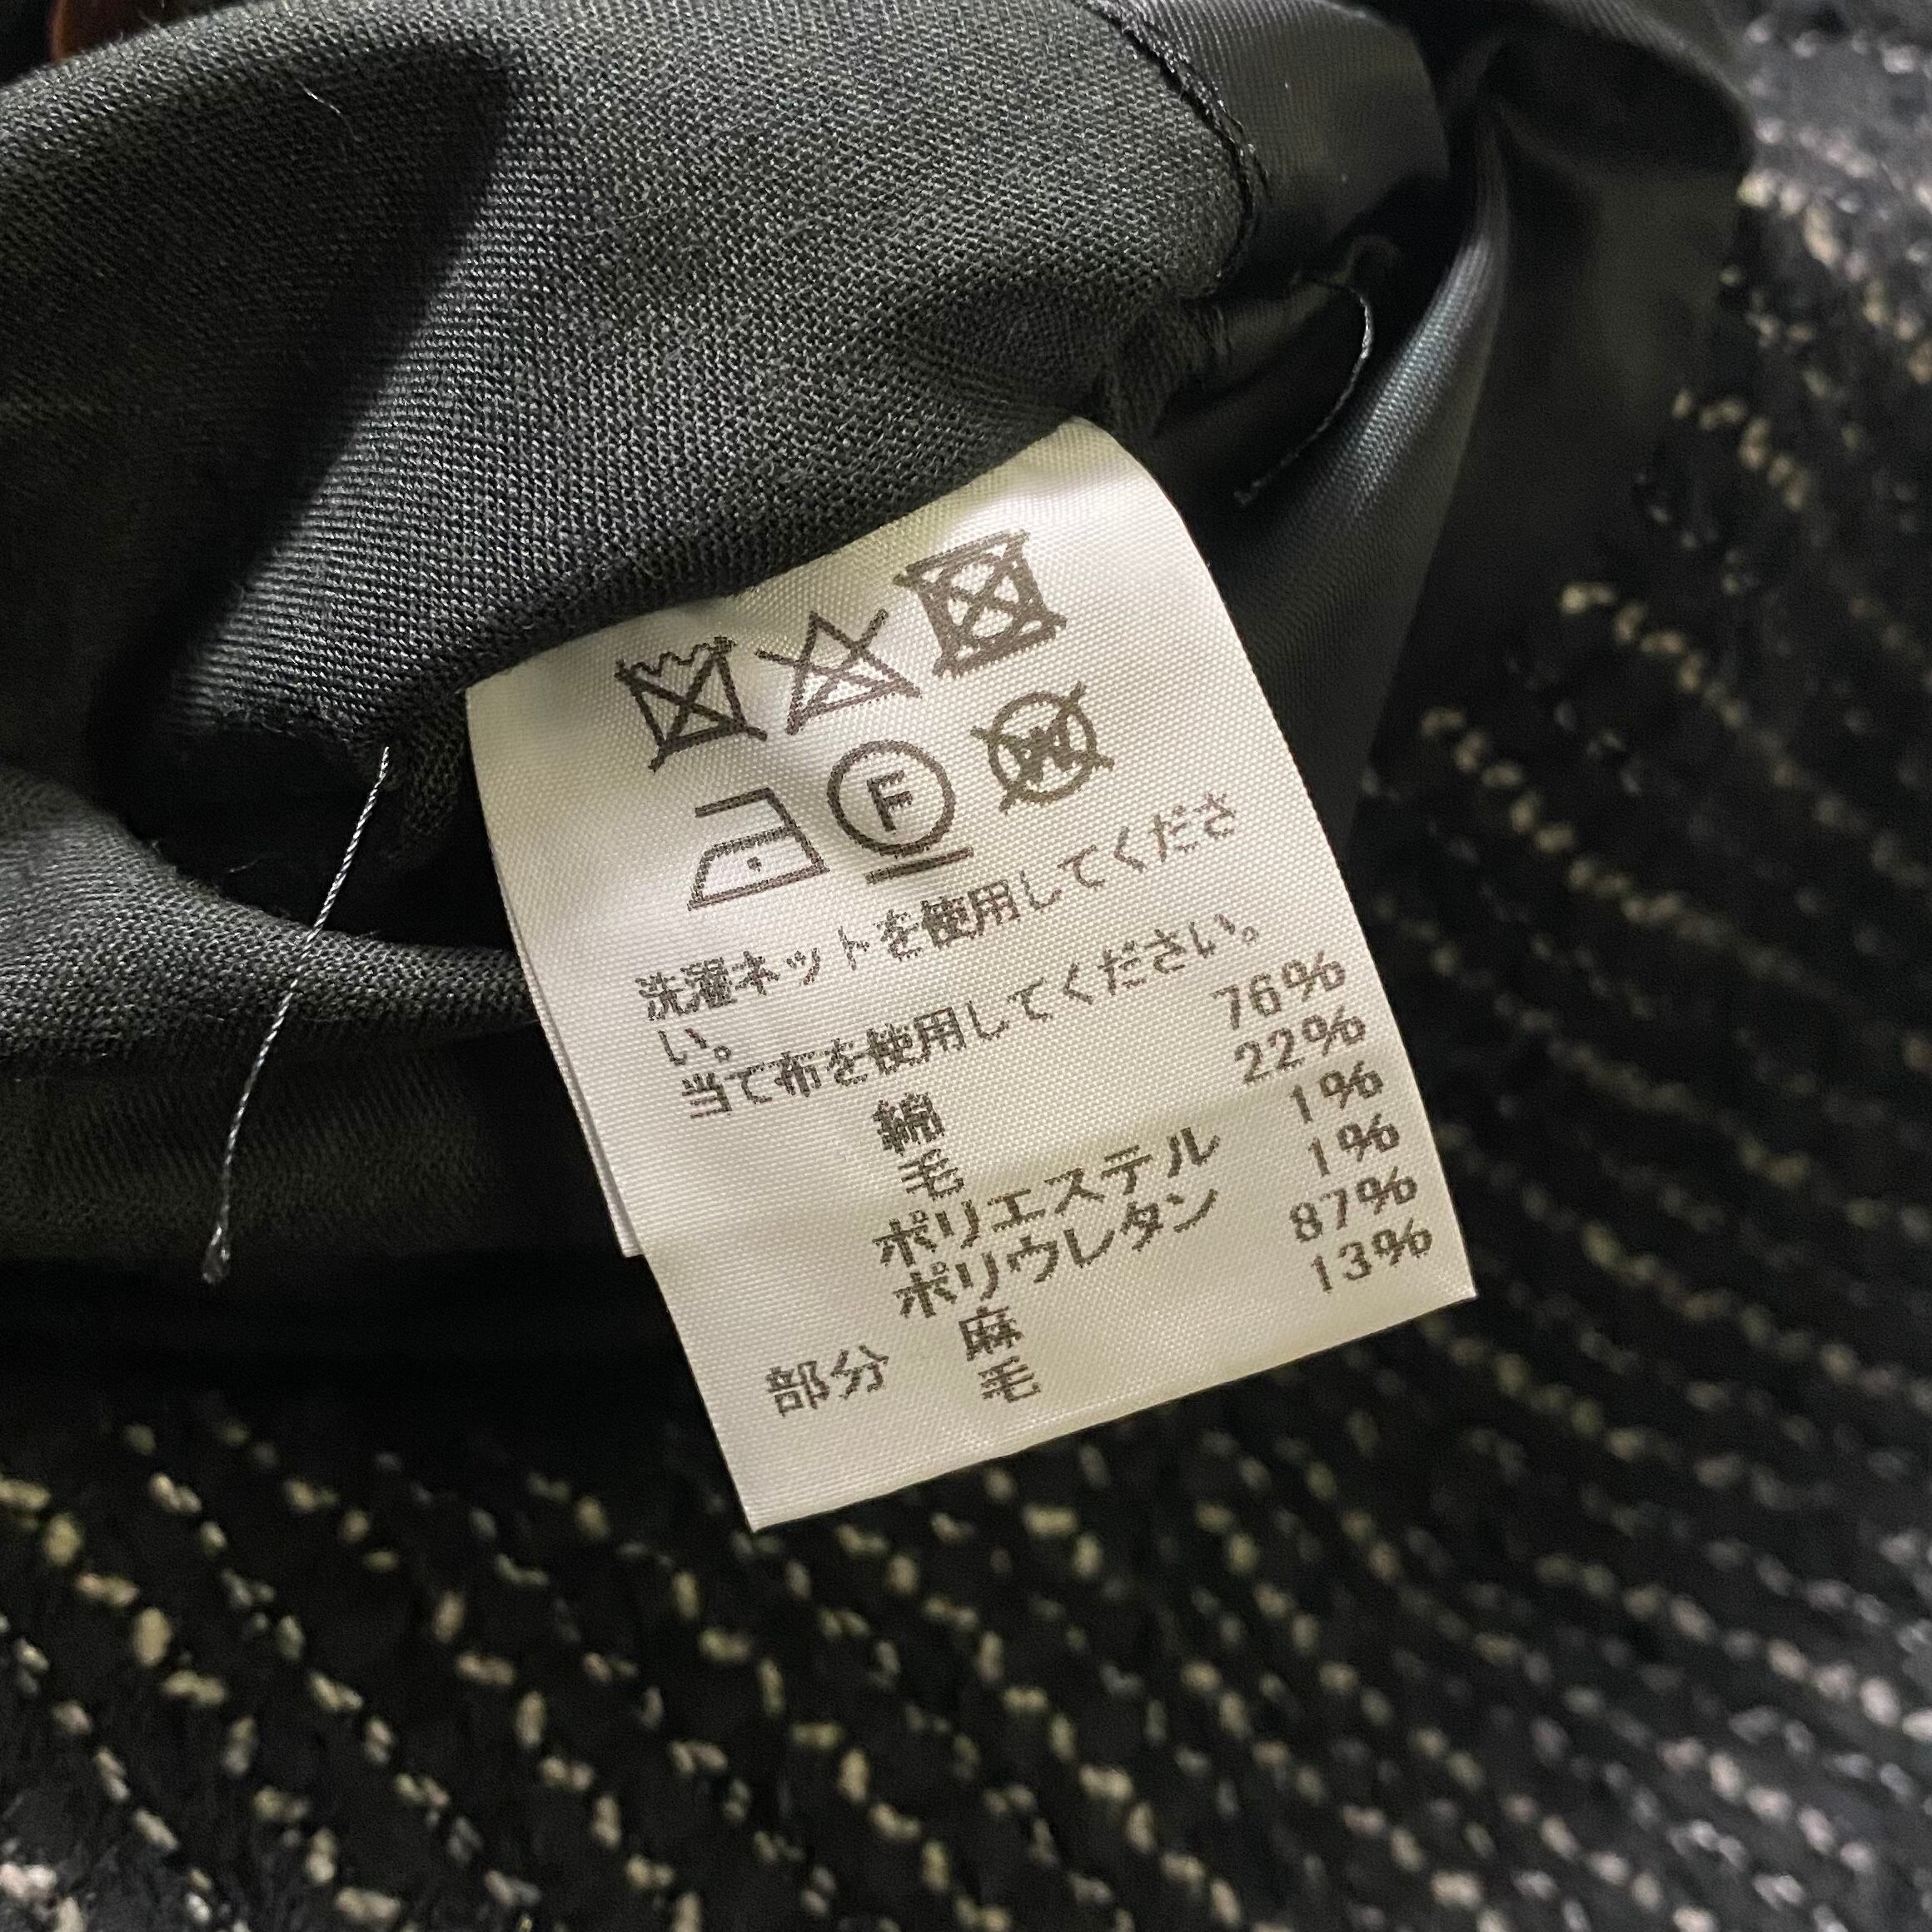 F W
洗濯ネットを使用してくださ
い。
当て布を使用してください。
綿 76%
毛 22%
ポリエステル 1%
ポリウレタン 1%
部分 麻 87%
毛 13%